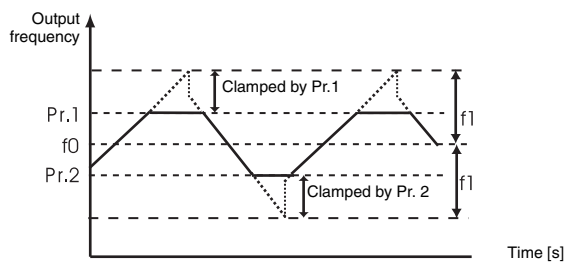 Output
frequency
Clamped by Pr.1
Pr.1
f1
f0
Pr.2
Clamped by Pr. 2
f1
Time [s]